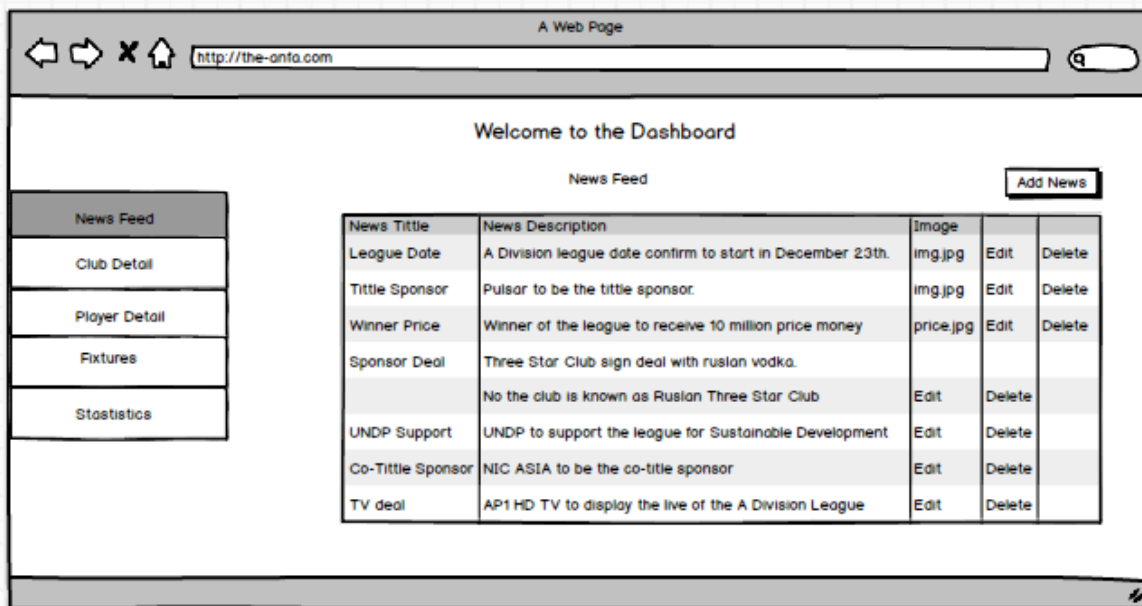 A Web Page
http://the-anfa.com
Welcome to the Dashboard
News Feed
Add News
News Feed
Club Detail
Player Detail
Fixtures
Stastistics
News Tittle News Description Image
League Date A Division league date confirm to start in December 23th. img.jpg Edit Delete
Tittle Sponsor Pulsar to be the tittle sponsor. img.jpg Edit Delete
Winner Price Winner of the league to receive 10 million price money price.jpg Edit Delete
Sponsor Deal Three Star Club sign deal with ruslan vodka.
No the club is known as Ruslan Three Star Club Edit Delete
UNDP Support UNDP to support the league for Sustainable Development Edit Delete
Co-Tittle Sponsor NIC ASIA to be the co-title sponsor Edit Delete
TV deal AP1 HD TV to display the live of the A Division League Edit Delete